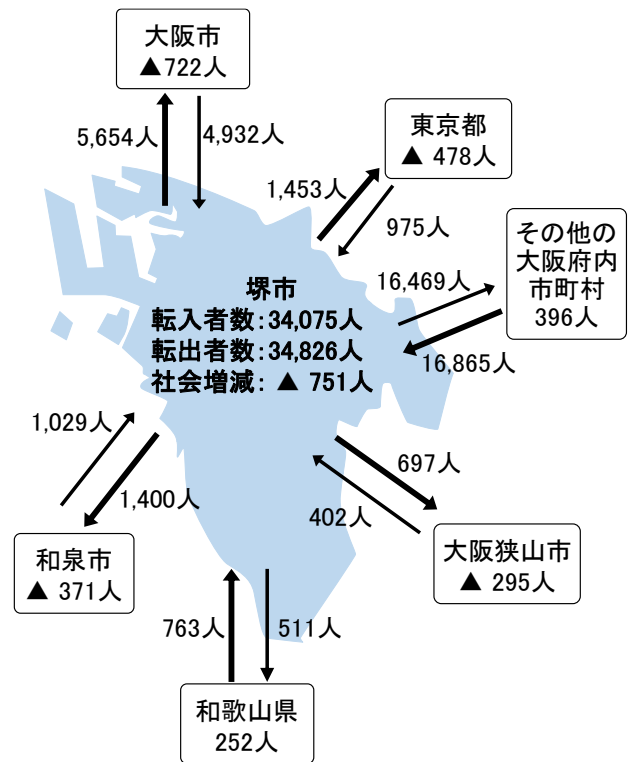 大阪市
▲722人
5,654人
4,932人
東京都
▲ 478人
1,453人
975人
その他の
大阪府内
市町村
396人
16,469人
16,865人
堺市
転入者数：34,075人
転出者数：34,826人
社会増減： ▲ 751人
1,029人
1,400人
和泉市
▲ 371人
697人
402人
大阪狭山市
▲ 295人
763人
511人
和歌山県
252人